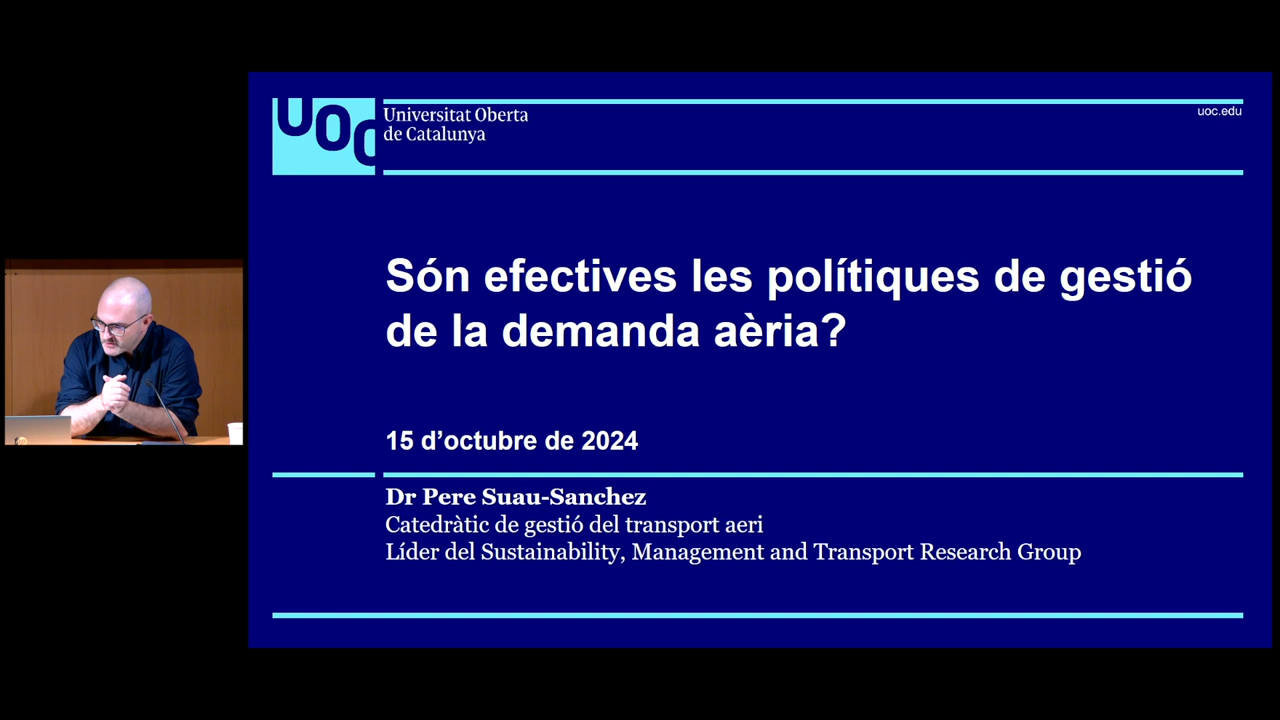 UOC
Universitat Oberta
de Catalunya
uoc.edu
Són efectives les polítiques de gestió
de la demanda aèria?
15 d’octubre de 2024
Dr Pere Suau-Sanchez
Catedràtic de gestió del transport aeri
Líder del Sustainability, Management and Transport Research Group